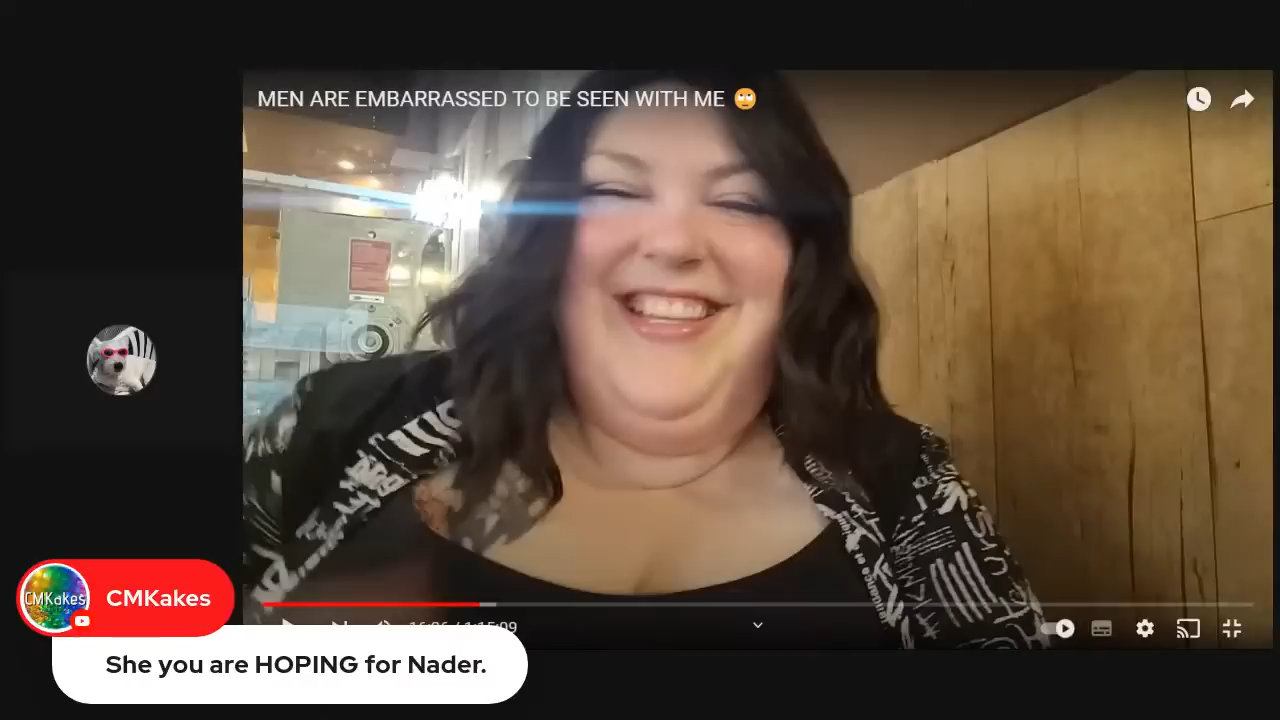 MEN ARE EMBARRASSED TO BE SEEN WITH ME 🙄
CMKakes
CMKakes
She you are HOPING for Nader.